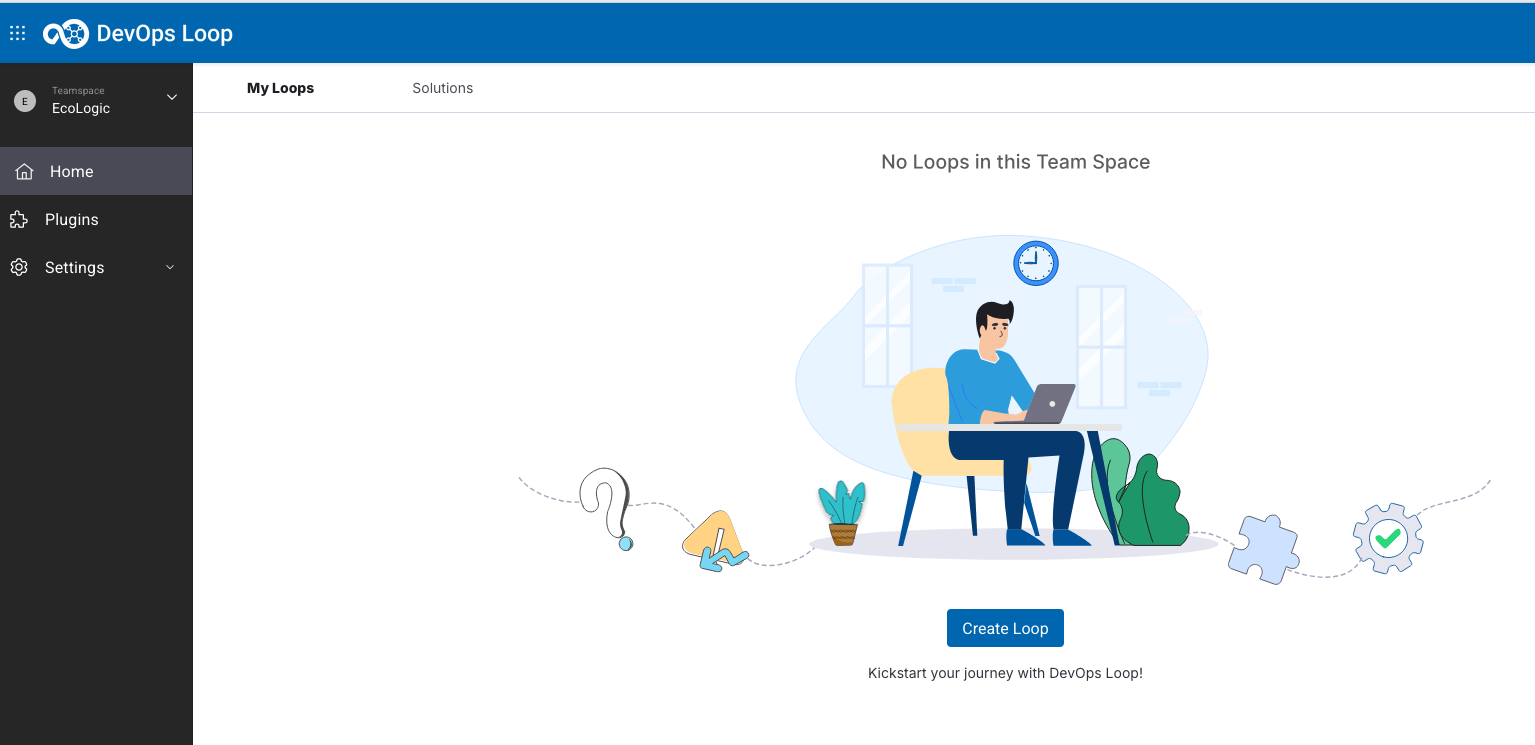 DevOps Loop
E
Teamspace
EcoLogic
Home
Plugins
Settings
My Loops
Solutions
No Loops in this Team Space
Create Loop
Kickstart your journey with DevOps Loop!